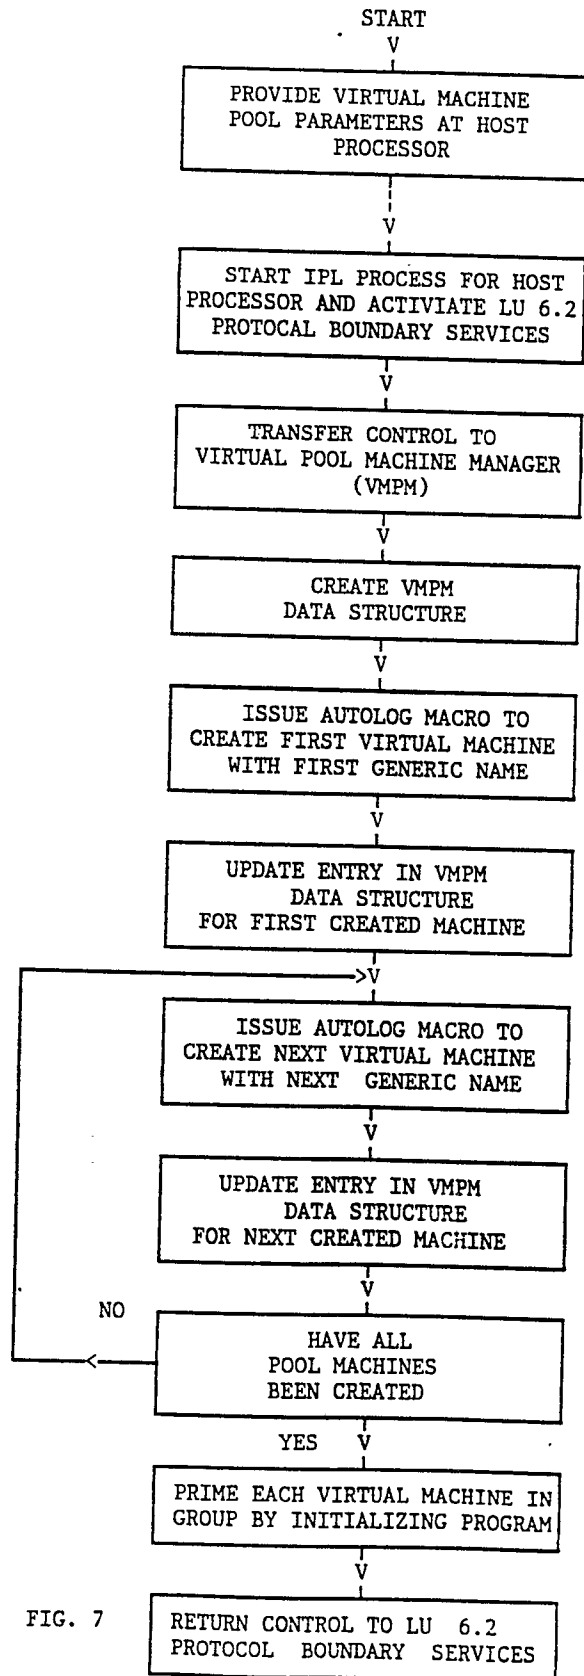 START
V
PROVIDE VIRTUAL MACHINE
POOL PARAMETERS AT HOST
PROCESSOR
V
START IPL PROCESS FOR HOST
PROCESSOR AND ACTIVIATE LU 6.2
PROTOCAL BOUNDARY SERVICES
V
TRANSFER CONTROL TO
VIRTUAL POOL MACHINE MANAGER
(VMPM)
V
CREATE VMPM
DATA STRUCTURE
V
ISSUE AUTOLOG MACRO TO
CREATE FIRST VIRTUAL MACHINE
WITH FIRST GENERIC NAME
V
UPDATE ENTRY IN VMPM
DATA STRUCTURE
FOR FIRST CREATED MACHINE
>V
ISSUE AUTOLOG MACRO TO
CREATE NEXT VIRTUAL MACHINE
WITH NEXT GENERIC NAME
V
UPDATE ENTRY IN VMPM
DATA STRUCTURE
FOR NEXT CREATED MACHINE
V
NO
<
HAVE ALL
POOL MACHINES
BEEN CREATED
YES V
PRIME EACH VIRTUAL MACHINE IN
GROUP BY INITIALIZING PROGRAM
V
FIG. 7
RETURN CONTROL TO LU 6.2
PROTOCOL BOUNDARY SERVICES